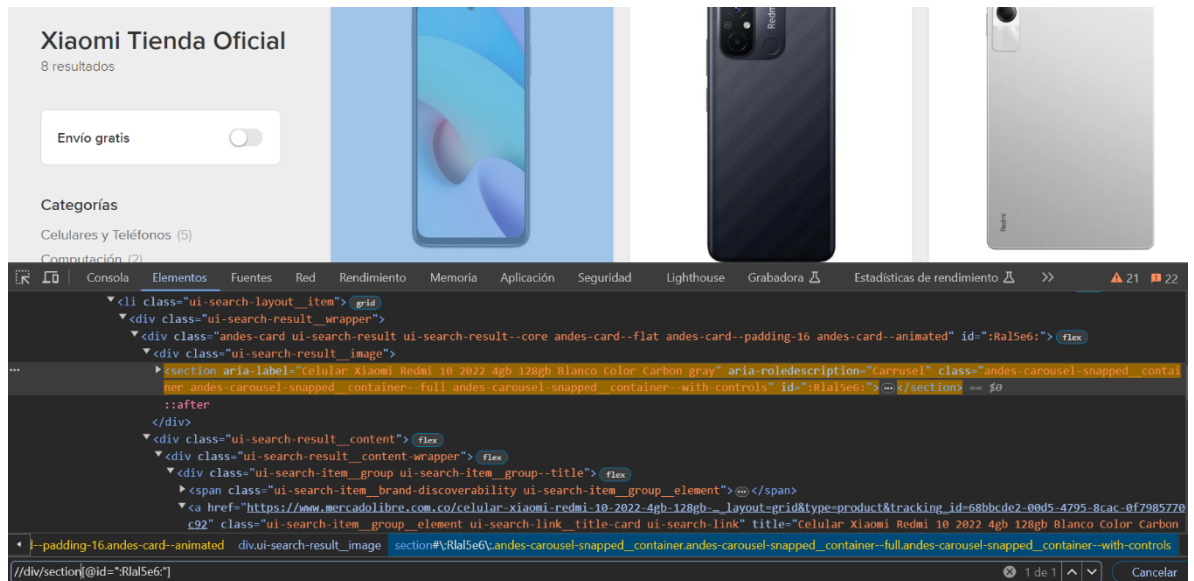 Xiaomi Tienda Oficial
8 resultados
Envío gratis
Categorías
Celulares y Teléfonos (5)
Computación (2)
Redmi
Redmi
Consola Elementos Fuentes Red Rendimiento Memoria Aplicación Seguridad Lighthouse Grabadora Estadísticas de rendimiento 21 22
▼<li class="ui-search-layout__item"> grid
▼<div class="ui-search-result__wrapper">
▼<div class="andes-card ui-search-result ui-search-result--core andes-card--flat andes-card--padding-16 andes-card--animated" id=":Ral5e6:"> flex
▼<div class="ui-search-result__image">
… ▶<section aria-label="Celular Xiaomi Redmi 10 2022 4gb 128gb Blanco Color Carbon gray" aria-roledescription="Carrusel" class="andes-carousel-snapped__contai
ner andes-carousel-snapped__container--full andes-carousel-snapped__container--with-controls" id=":Rlal5e6:"> … </section> == $0
::after
</div>
▼<div class="ui-search-result__content"> flex
▼<div class="ui-search-result__content-wrapper"> flex
▼<div class="ui-search-item__group ui-search-item__group--title"> flex
▶<span class="ui-search-item__brand-discoverability ui-search-item__group__element"> … </span>
▼<a href="https://www.mercadolibre.com.co/celular-xiaomi-redmi-10-2022-4gb-128gb-…_layout=grid&type=product&tracking_id=68bbcde2-00d5-4795-8cac-0f7985770
c92" class="ui-search-item__group__element ui-search-link__title-card ui-search-link" title="Celular Xiaomi Redmi 10 2022 4gb 128gb Blanco Color Carbon
l--padding-16.andes-card--animated div.ui-search-result__image section#\:Rlal5e6\:.andes-carousel-snapped__container.andes-carousel-snapped__container--full.andes-carousel-snapped__container--with-controls
//div/section[@id=":Rlal5e6:"] 1 de 1 Cancelar